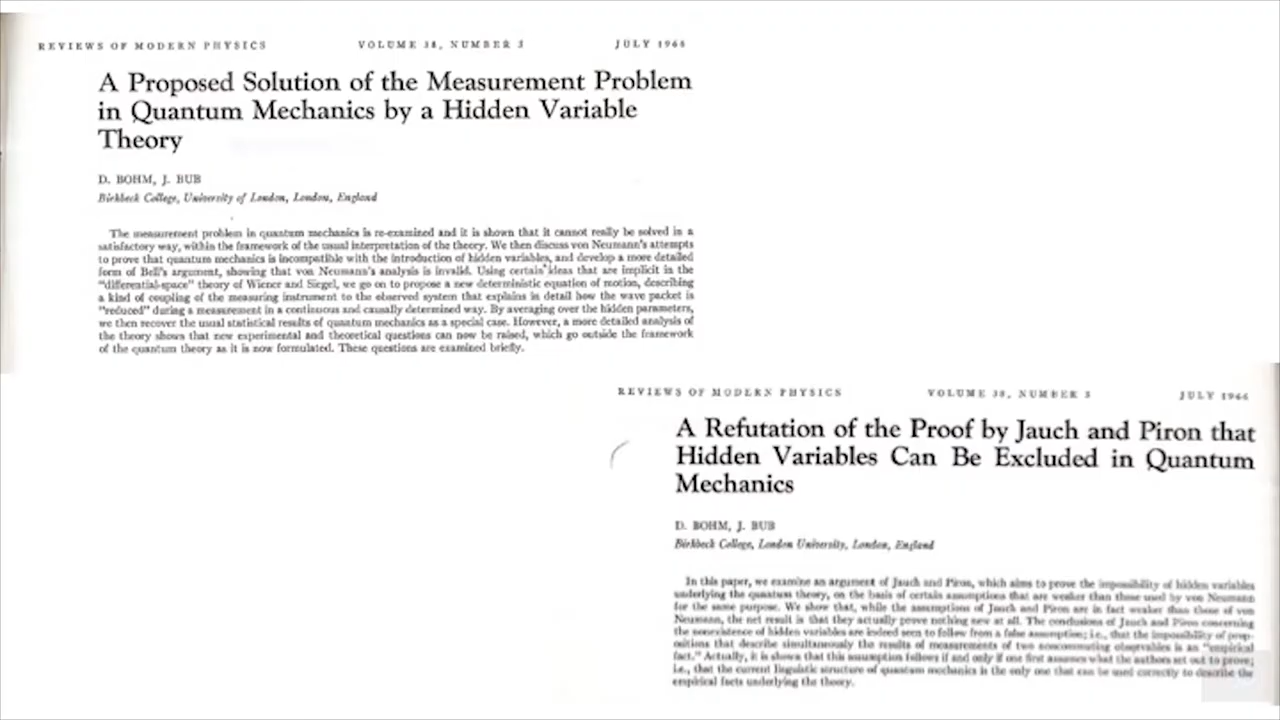 REVIEWS OF MODERN PHYSICS VOLUME 38, NUMBER 3 JULY 1966
A Proposed Solution of the Measurement Problem
in Quantum Mechanics by a Hidden Variable
Theory
D. BOHM, J. BUB
Birkbeck College, University of London, London, England
The measurement problem in quantum mechanics is re-examined and it is shown that it cannot really be solved in a
satisfactory way, within the framework of the usual interpretation of the theory. We then discuss von Neumann's attempts
to prove that quantum mechanics is incompatible with the introduction of hidden variables, and develop a more detailed
form of Bell's argument, showing that von Neumann's analysis is invalid. Using certain ideas that are implicit in the
"differential-space" theory of Wiener and Siegel, we go on to propose a new deterministic equation of motion, describing
a kind of coupling of the measuring instrument to the observed system that explains in detail how the wave packet is
"reduced" during a measurement in a continuous and causally determined way. By averaging over the hidden parameters,
we then recover the usual statistical results of quantum mechanics as a special case. However, a more detailed analysis of
the theory shows that new experimental and theoretical questions can now be raised, which go outside the framework
of the quantum theory as it is now formulated. These questions are examined briefly.
REVIEWS OF MODERN PHYSICS VOLUME 38, NUMBER 3 JULY 1966
A Refutation of the Proof by Jauch and Piron that
Hidden Variables Can Be Excluded in Quantum
Mechanics
D. BOHM, J. BUB
Birkbeck College, London University, London, England
In this paper, we examine an argument of Jauch and Piron, which aims to prove the impossibility of hidden variables
underlying the quantum theory, on the basis of certain assumptions that are weaker than those used by von Neumann
for the same purpose. We show that, while the assumptions of Jauch and Piron are in fact weaker than those of von
Neumann, the net result is that they actually prove nothing new at all. The conclusions of Jauch and Piron concerning
the nonexistence of hidden variables are indeed seen to follow from a false assumption; i.e., that the impossibility of prop-
ositions that describe simultaneously the results of measurements of two noncommuting observables is an "empirical
fact." Actually, it is shown that this assumption follows if and only if one first assumes what the authors set out to prove;
i.e., that the current linguistic structure of quantum mechanics is the only one that can be used correctly to describe the
empirical facts underlying the theory.